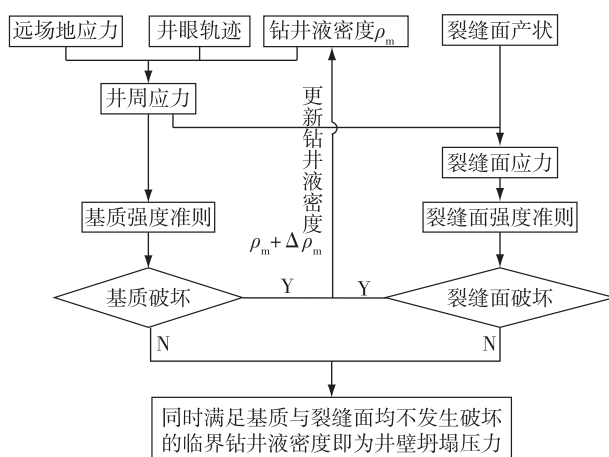 远场地应力
井眼轨迹
钻井液密度ρm
裂缝面产状
井周应力
更新钻井液密度
ρm+Δρm
裂缝面应力
基质强度准则
裂缝面强度准则
基质破坏
Y
Y
裂缝面破坏
N
N
同时满足基质与裂缝面均不发生破坏
的临界钻井液密度即为井壁坍塌压力